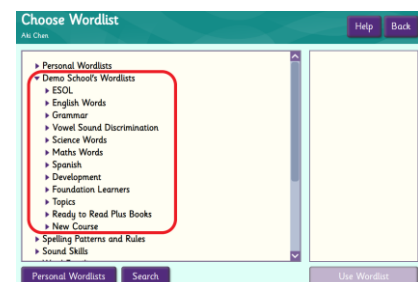 Choose Wordlist
Help Back
Aki Chen
Personal Wordlists
Demo School's Wordlists
ESOL
English Words
Grammar
Vowel Sound Discrimination
Science Words
Maths Words
Spanish
Development
Foundation Learners
Topics
Ready to Read Plus Books
New Course
Spelling Patterns and Rules
Sound Skills
Personal Wordlists Search Use Wordlist